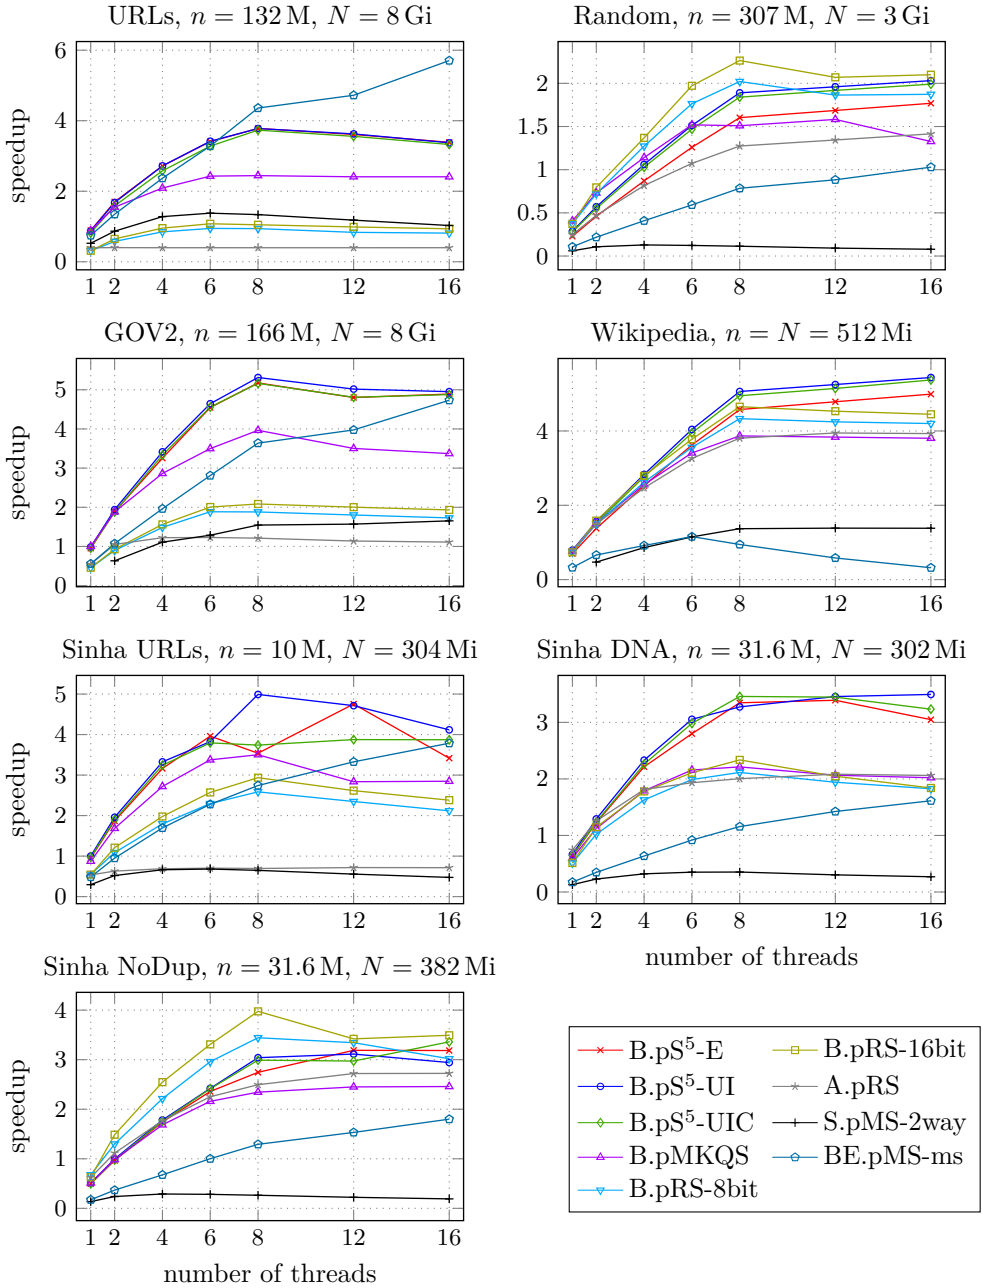 URLs, n = 132 M, N = 8 Gi
Random, n = 307 M, N = 3 Gi
speedup
6
4
2
0
1 2 4 6 8 12 16
2
1.5
1
0.5
0
1 2 4 6 8 12 16
GOV2, n = 166 M, N = 8 Gi
Wikipedia, n = N = 512 Mi
speedup
5
4
3
2
1
0
1 2 4 6 8 12 16
4
2
0
1 2 4 6 8 12 16
Sinha URLs, n = 10 M, N = 304 Mi
Sinha DNA, n = 31.6 M, N = 302 Mi
speedup
5
4
3
2
1
0
1 2 4 6 8 12 16
3
2
1
0
1 2 4 6 8 12 16
number of threads
Sinha NoDup, n = 31.6 M, N = 382 Mi
speedup
4
3
2
1
0
1 2 4 6 8 12 16
number of threads
B.pS⁵-E
B.pS⁵-UI
B.pS⁵-UIC
B.pMKQS
B.pRS-8bit
B.pRS-16bit
A.pRS
S.pMS-2way
BE.pMS-ms